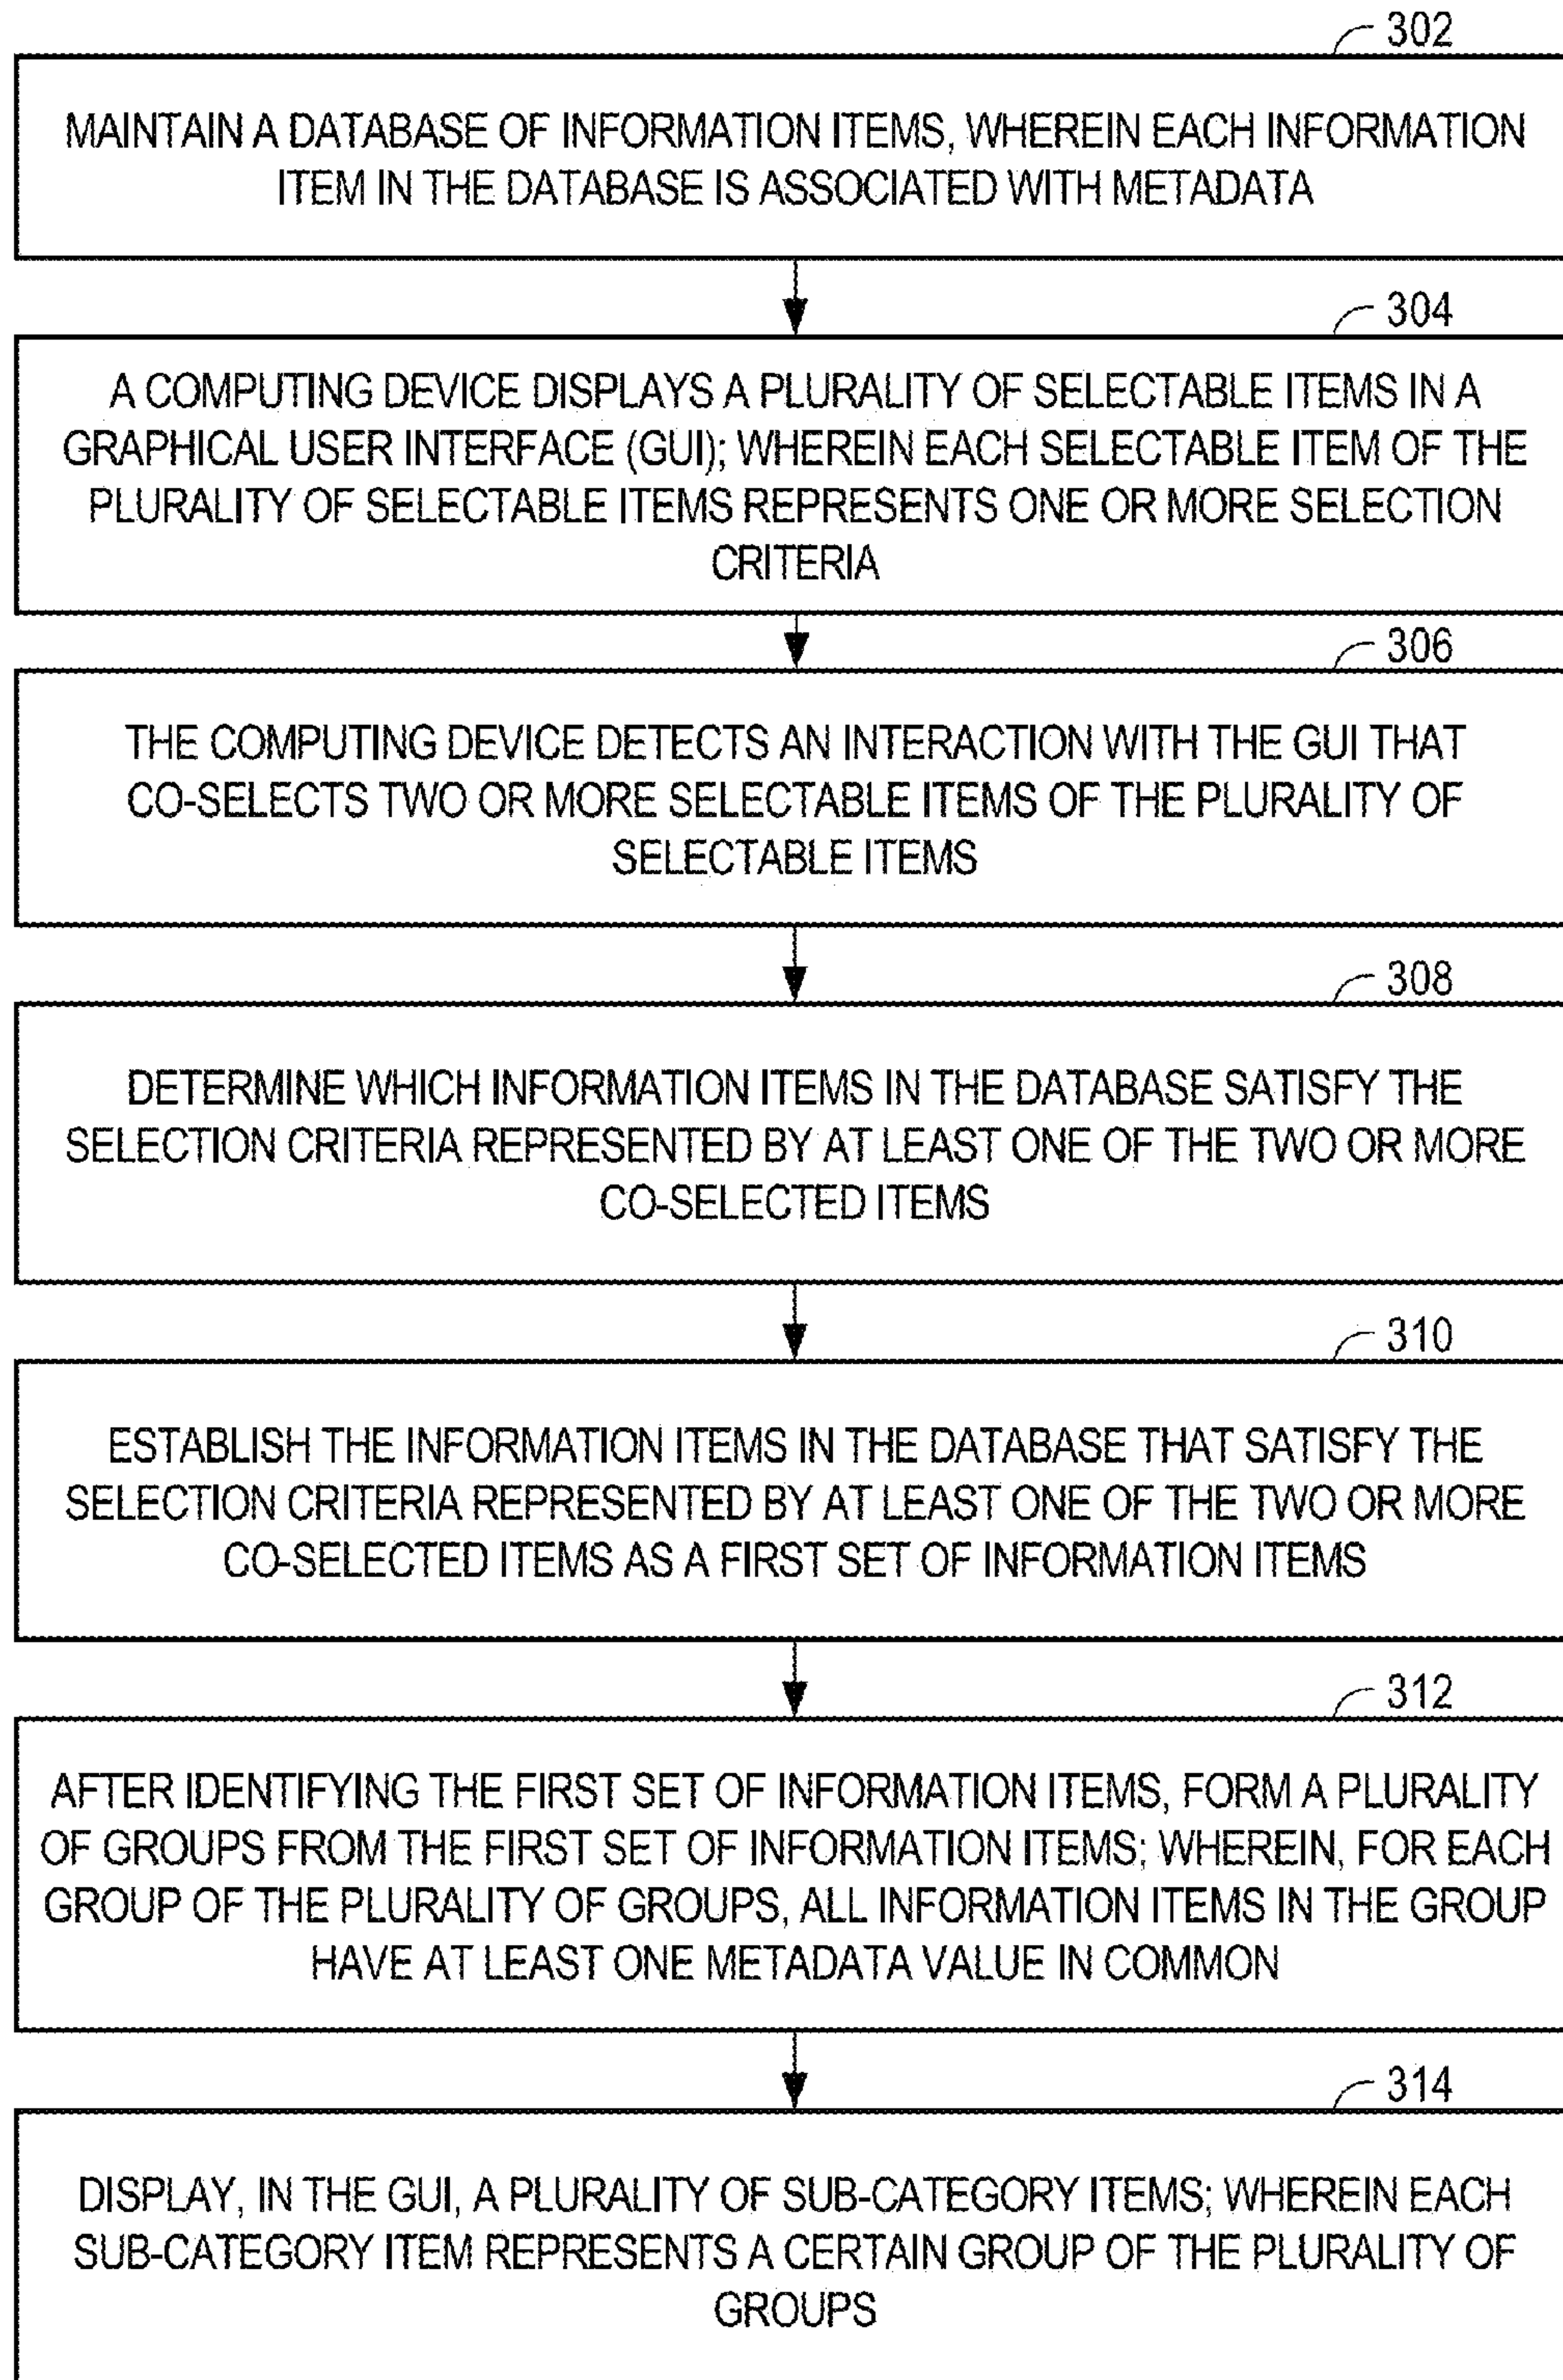 302
MAINTAIN A DATABASE OF INFORMATION ITEMS, WHEREIN EACH INFORMATION
ITEM IN THE DATABASE IS ASSOCIATED WITH METADATA
304
A COMPUTING DEVICE DISPLAYS A PLURALITY OF SELECTABLE ITEMS IN A
GRAPHICAL USER INTERFACE (GUI); WHEREIN EACH SELECTABLE ITEM OF THE
PLURALITY OF SELECTABLE ITEMS REPRESENTS ONE OR MORE SELECTION
CRITERIA
306
THE COMPUTING DEVICE DETECTS AN INTERACTION WITH THE GUI THAT
CO-SELECTS TWO OR MORE SELECTABLE ITEMS OF THE PLURALITY OF
SELECTABLE ITEMS
308
DETERMINE WHICH INFORMATION ITEMS IN THE DATABASE SATISFY THE
SELECTION CRITERIA REPRESENTED BY AT LEAST ONE OF THE TWO OR MORE
CO-SELECTED ITEMS
310
ESTABLISH THE INFORMATION ITEMS IN THE DATABASE THAT SATISFY THE
SELECTION CRITERIA REPRESENTED BY AT LEAST ONE OF THE TWO OR MORE
CO-SELECTED ITEMS AS A FIRST SET OF INFORMATION ITEMS
312
AFTER IDENTIFYING THE FIRST SET OF INFORMATION ITEMS, FORM A PLURALITY
OF GROUPS FROM THE FIRST SET OF INFORMATION ITEMS; WHEREIN, FOR EACH
GROUP OF THE PLURALITY OF GROUPS, ALL INFORMATION ITEMS IN THE GROUP
HAVE AT LEAST ONE METADATA VALUE IN COMMON
314
DISPLAY, IN THE GUI, A PLURALITY OF SUB-CATEGORY ITEMS; WHEREIN EACH
SUB-CATEGORY ITEM REPRESENTS A CERTAIN GROUP OF THE PLURALITY OF
GROUPS